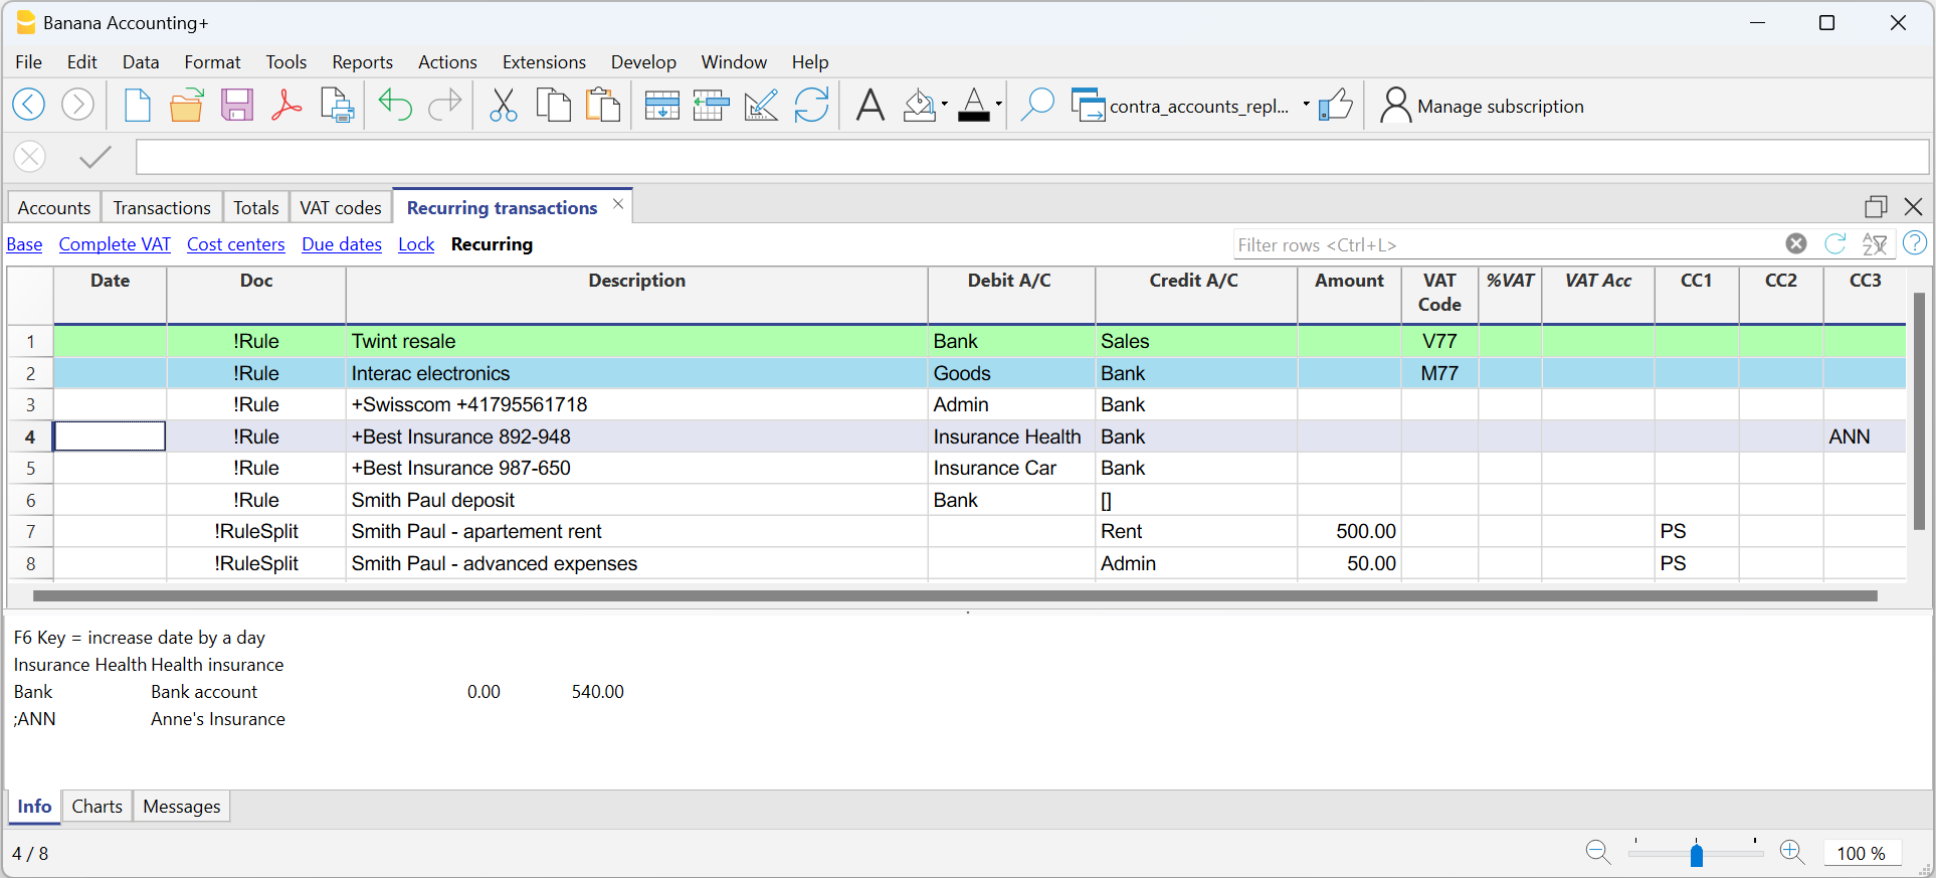 Banana Accounting+
File Edit Data Format Tools Reports Actions Extensions Develop Window Help
contra_accounts_repl... Manage subscription
Accounts Transactions Totals VAT codes Recurring transactions
Base Complete VAT Cost centers Due dates Lock Recurring Filter rows <Ctrl+L>
Date Doc Description Debit A/C Credit A/C Amount VAT Code %VAT VAT Acc CC1 CC2 CC3
1 !Rule Twint resale Bank Sales V77
2 !Rule Interac electronics Goods Bank M77
3 !Rule +Swisscom +41795561718 Admin Bank
4 !Rule +Best Insurance 892-948 Insurance Health Bank ANN
5 !Rule +Best Insurance 987-650 Insurance Car Bank
6 !Rule Smith Paul deposit Bank []
7 !RuleSplit Smith Paul - apartement rent Rent 500.00 PS
8 !RuleSplit Smith Paul - advanced expenses Admin 50.00 PS
F6 Key = increase date by a day
Insurance Health Health insurance
Bank Bank account 0.00 540.00
;ANN Anne's Insurance
Info Charts Messages
4 / 8 100 %